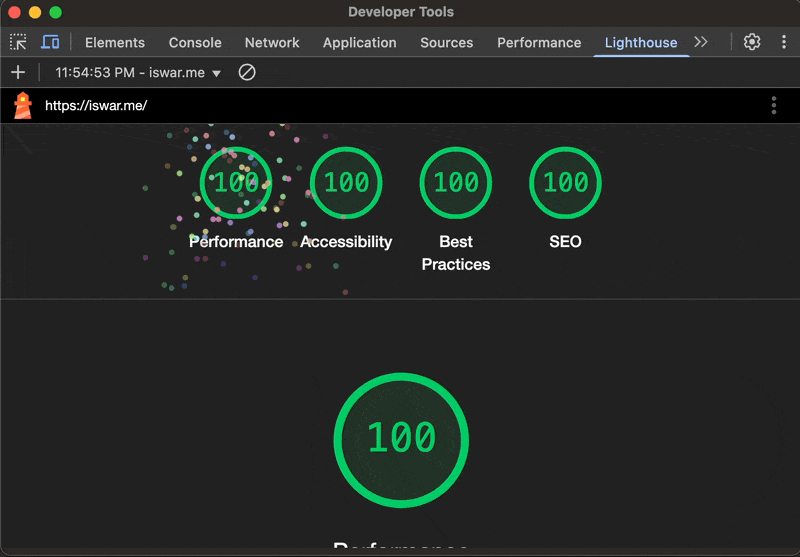 Developer Tools
Elements Console Network Application Sources Performance Lighthouse
11:54:53 PM - iswar.me
https://iswar.me/
100 100 100 100
Performance Accessibility Best Practices SEO
100
Performance